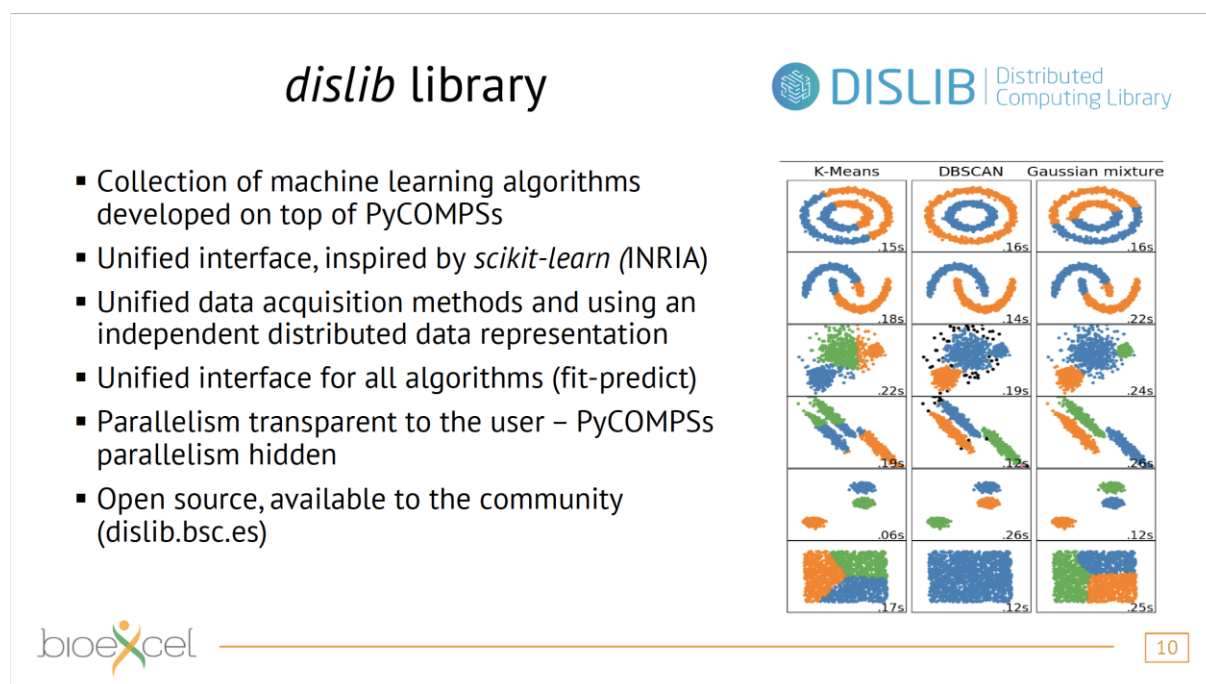 dislib library
DISLIB
Distributed
Computing Library
▪ Collection of machine learning algorithms
developed on top of PyCOMPSs
▪ Unified interface, inspired by scikit-learn (INRIA)
▪ Unified data acquisition methods and using an
independent distributed data representation
▪ Unified interface for all algorithms (fit-predict)
▪ Parallelism transparent to the user – PyCOMPSs
parallelism hidden
▪ Open source, available to the community
(dislib.bsc.es)
K-Means DBSCAN Gaussian mixture
.15s .16s .16s
.18s .14s .22s
.22s .19s .24s
.19s .12s .26s
.06s .26s .12s
.17s .12s .25s
bioexcel
10